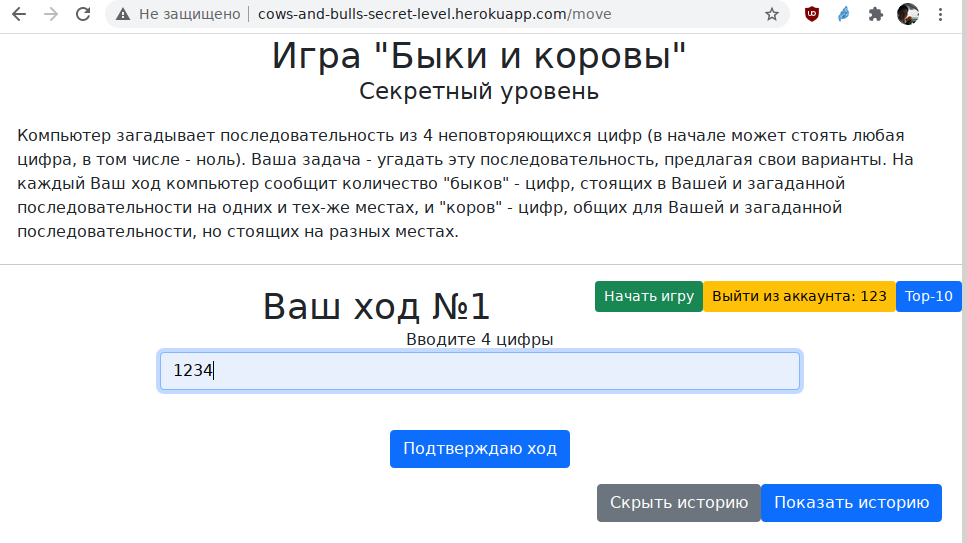 Не защищено cows-and-bulls-secret-level.herokuapp.com/move
Игра "Быки и коровы"
Секретный уровень
Компьютер загадывает последовательность из 4 неповторяющихся цифр (в начале может стоять любая
цифра, в том числе - ноль). Ваша задача - угадать эту последовательность, предлагая свои варианты. На
каждый Ваш ход компьютер сообщит количество "быков" - цифр, стоящих в Вашей и загаданной
последовательности на одних и тех-же местах, и "коров" - цифр, общих для Вашей и загаданной
последовательности, но стоящих на разных местах.
Начать игру Выйти из аккаунта: 123 Top-10
Ваш ход №1
Вводите 4 цифры
1234
Подтверждаю ход
Скрыть историю Показать историю